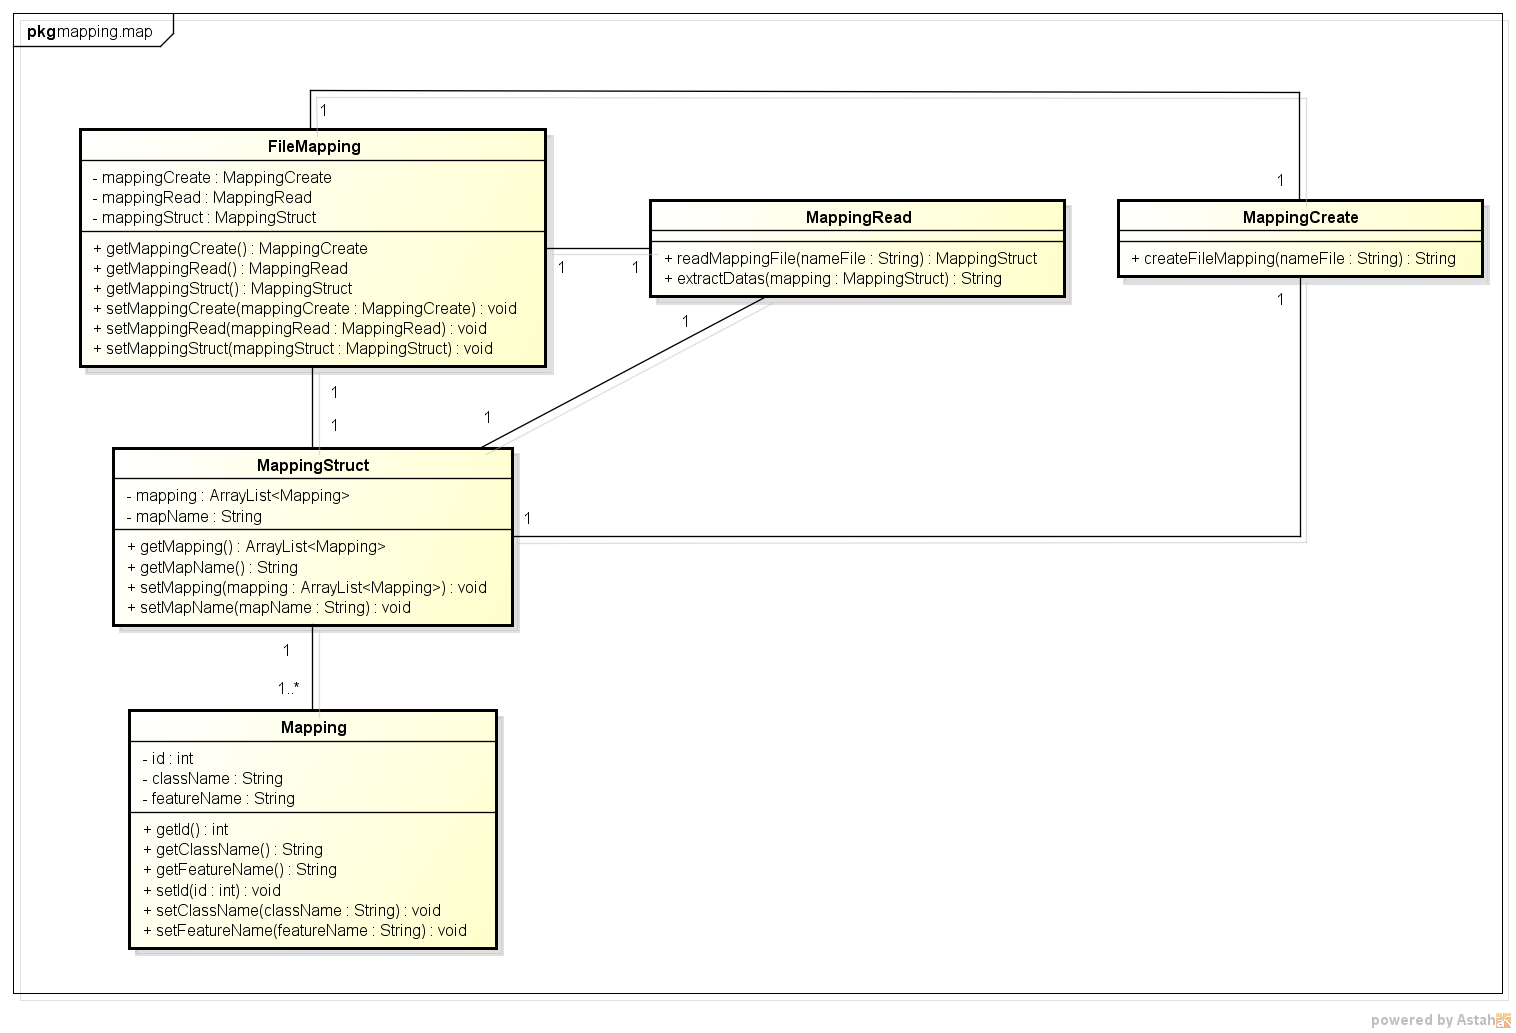 pkgmapping.map
1
FileMapping
- mappingCreate : MappingCreate
- mappingRead : MappingRead
- mappingStruct : MappingStruct
+ getMappingCreate() : MappingCreate
+ getMappingRead() : MappingRead
+ getMappingStruct() : MappingStruct
+ setMappingCreate(mappingCreate : MappingCreate) : void
+ setMappingRead(mappingRead : MappingRead) : void
+ setMappingStruct(mappingStruct : MappingStruct) : void
1
1
MappingRead
+ readMappingFile(nameFile : String) : MappingStruct
+ extractDatas(mapping : MappingStruct) : String
1
MappingCreate
+ createFileMapping(nameFile : String) : String
1
1
1
1
1
1
MappingStruct
- mapping : ArrayList<Mapping>
- mapName : String
+ getMapping() : ArrayList<Mapping>
+ getMapName() : String
+ setMapping(mapping : ArrayList<Mapping>) : void
+ setMapName(mapName : String) : void
1
1
1..*
Mapping
- id : int
- className : String
- featureName : String
+ getId() : int
+ getClassName() : String
+ getFeatureName() : String
+ setId(id : int) : void
+ setClassName(className : String) : void
+ setFeatureName(featureName : String) : void
powered by Astah